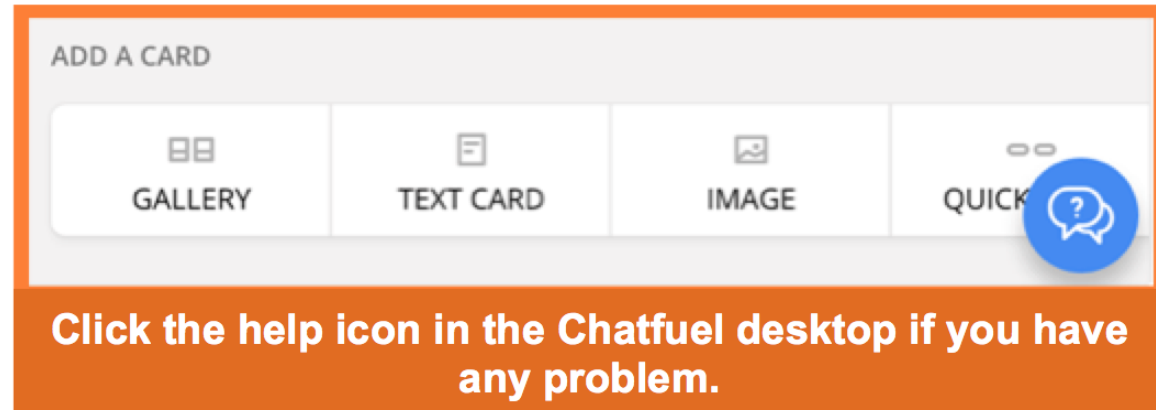 ADD A CARD
GALLERY TEXT CARD IMAGE QUICK
?
Click the help icon in the Chatfuel desktop if you have
any problem.